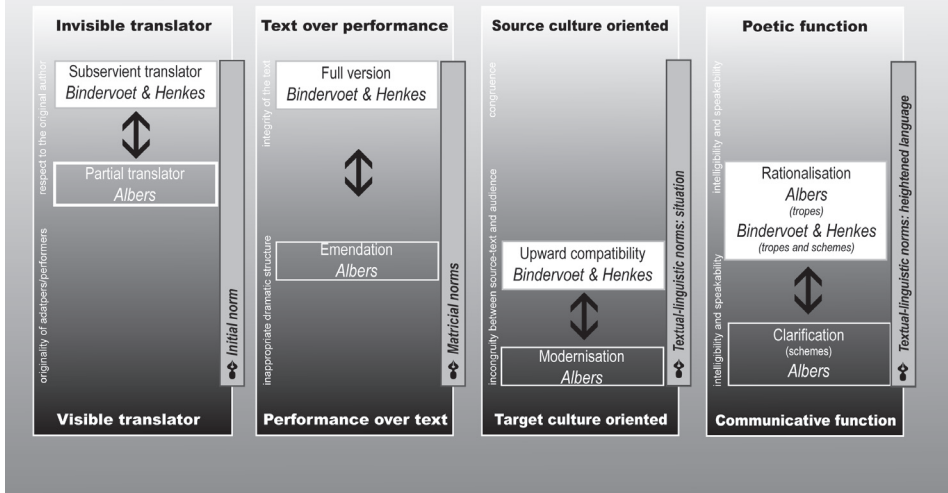 Invisible translator
respect to the original author
Subservient translator
Bindervoet & Henkes
Partial translator
Albers
originality of adatpers/performers
Initial norm
Visible translator
Text over performance
integrity of the text
Full version
Bindervoet & Henkes
Emendation
Albers
inappropriate dramatic structure
Matricial norms
Performance over text
Source culture oriented
congruence
Upward compatibility
Bindervoet & Henkes
Modernisation
Albers
incongruity between source-text and audience
Textual-linguistic norms: situation
Target culture oriented
Poetic function
intelligibility and speakability
Rationalisation
Albers
(tropes)
Bindervoet & Henkes
(tropes and schemes)
Clarification
(schemes)
Albers
intelligibility and speakability
Textual-linguistic norms: heightened language
Communicative function